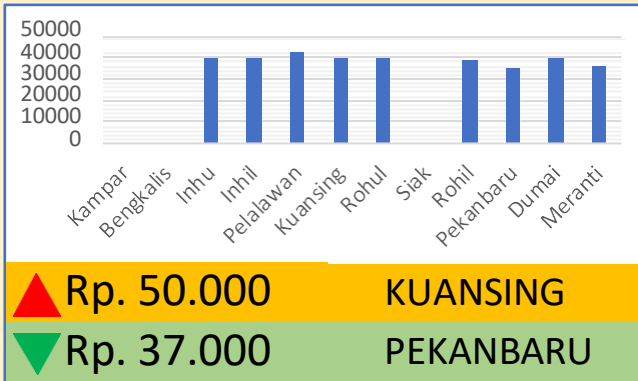 50000
40000
30000
20000
10000
0
Kampar
Bengkalis
Inhu
Inhil
Pelalawan
Kuansing
Rohul
Siak
Rohil
Pekanbaru
Dumai
Meranti
Rp. 50.000 KUANSING
Rp. 37.000 PEKANBARU